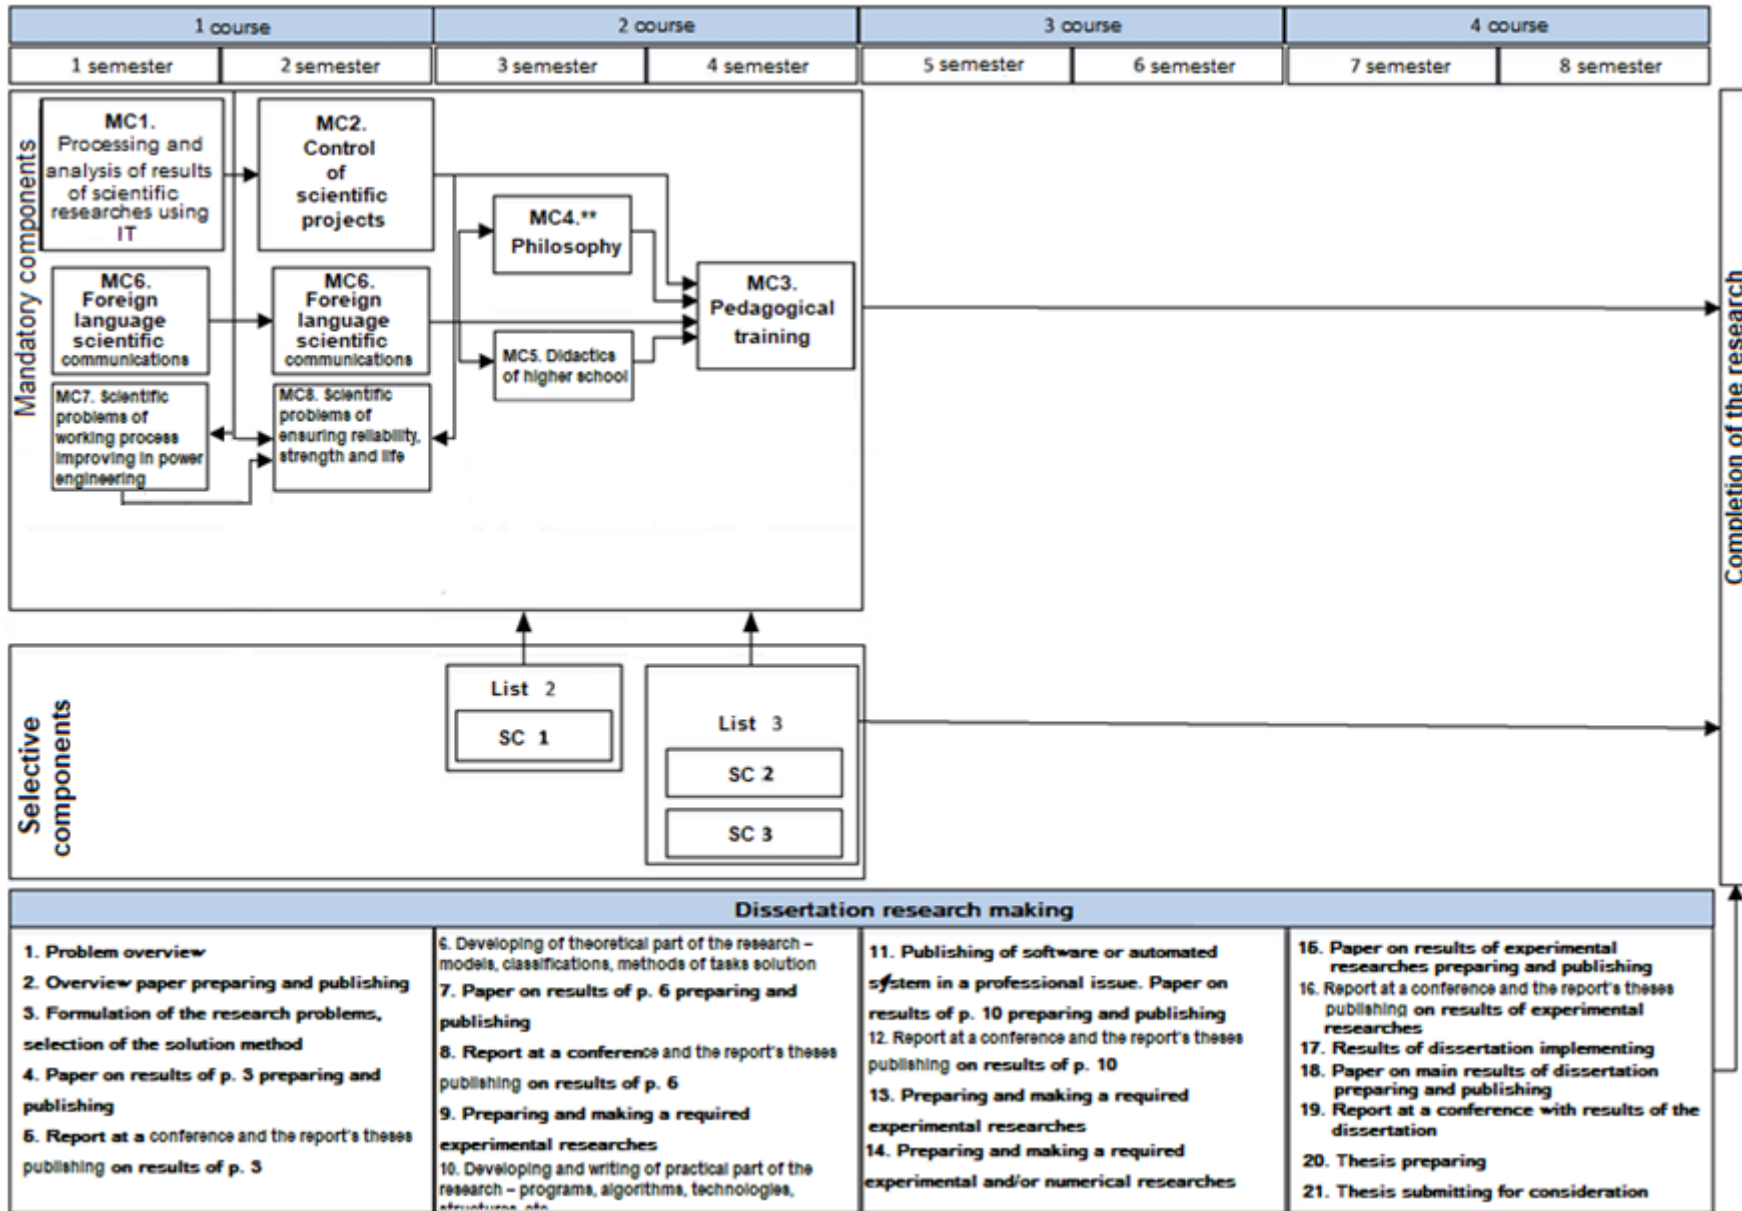 1 course
2 course
3 course
4 course
1 semester
2 semester
3 semester
4 semester
5 semester
6 semester
7 semester
8 semester
Mandatory components
MC1.
Processing and
analysis of results
of scientific
researches using
IT
MC2.
Control
of
scientific
projects
MC4.**
Philosophy
MC3.
Pedagogical
training
MC6.
Foreign
language
scientific
communications
MC6.
Foreign
language
scientific
communications
MC5. Didactics
of higher school
MC7. Scientific
problems of
working process
improving in power
engineering
MC8. Scientific
problems of
ensuring reliability,
strength and life
Completion of the research
Selective
components
List 2
SC 1
List 3
SC 2
SC 3
Dissertation research making
1. Problem overview
2. Overview paper preparing and publishing
3. Formulation of the research problems,
selection of the solution method
4. Paper on results of p. 3 preparing and
publishing
5. Report at a conference and the report's theses
publishing on results of p. 3
6. Developing of theoretical part of the research –
models, classifications, methods of tasks solution
7. Paper on results of p. 6 preparing and
publishing
8. Report at a conference and the report's theses
publishing on results of p. 6
9. Preparing and making a required
experimental researches
10. Developing and writing of practical part of the
research – programs, algorithms, technologies,
structures, etc
11. Publishing of software or automated
system in a professional issue. Paper on
results of p. 10 preparing and publishing
12. Report at a conference and the report's theses
publishing on results of p. 10
13. Preparing and making a required
experimental researches
14. Preparing and making a required
experimental and/or numerical researches
15. Paper on results of experimental
researches preparing and publishing
16. Report at a conference and the report's theses
publishing on results of experimental
researches
17. Results of dissertation implementing
18. Paper on main results of dissertation
preparing and publishing
19. Report at a conference with results of the
dissertation
20. Thesis preparing
21. Thesis submitting for consideration